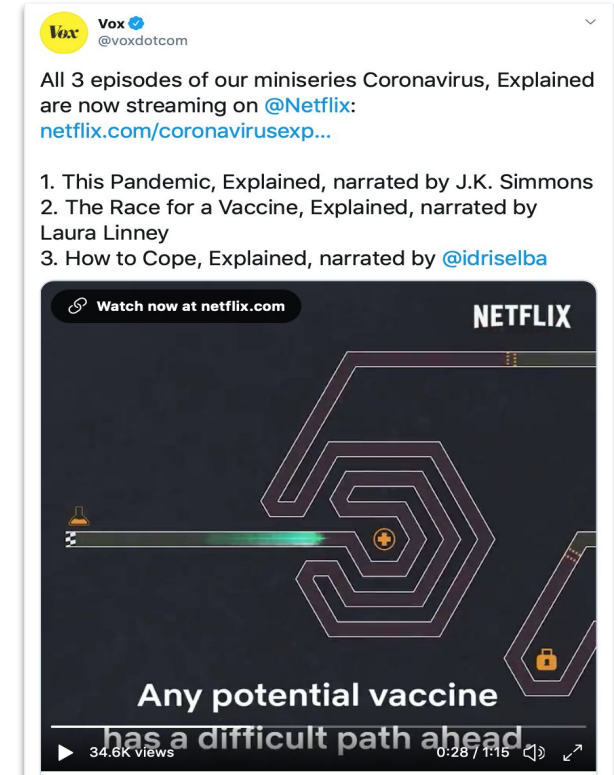 Vox
Vox
@voxdotcom
All 3 episodes of our miniseries Coronavirus, Explained
are now streaming on @Netflix:
netflix.com/coronavirusexp...
1. This Pandemic, Explained, narrated by J.K. Simmons
2. The Race for a Vaccine, Explained, narrated by
Laura Linney
3. How to Cope, Explained, narrated by @idriselba
Watch now at netflix.com
NETFLIX
Any potential vaccine
has a difficult path ahead.
34.6K views
0:28 / 1:15